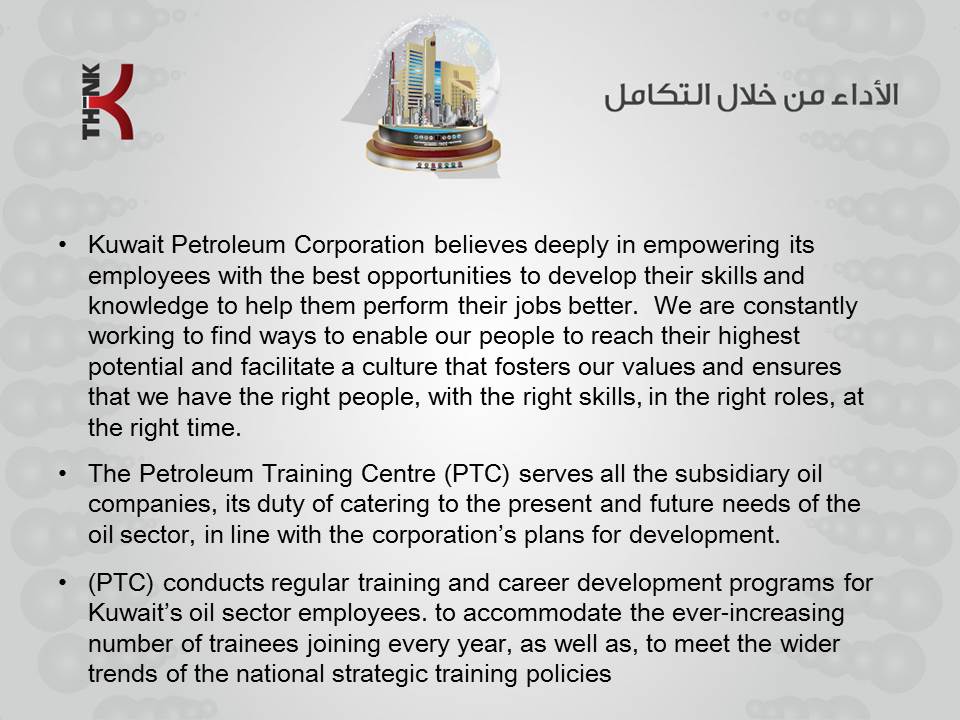 THINK
الأداء من خلال التكامل
• Kuwait Petroleum Corporation believes deeply in empowering its
employees with the best opportunities to develop their skills and
knowledge to help them perform their jobs better.  We are constantly
working to find ways to enable our people to reach their highest
potential and facilitate a culture that fosters our values and ensures
that we have the right people, with the right skills, in the right roles, at
the right time.
• The Petroleum Training Centre (PTC) serves all the subsidiary oil
companies, its duty of catering to the present and future needs of the
oil sector, in line with the corporation’s plans for development.
• (PTC) conducts regular training and career development programs for
Kuwait’s oil sector employees. to accommodate the ever-increasing
number of trainees joining every year, as well as, to meet the wider
trends of the national strategic training policies